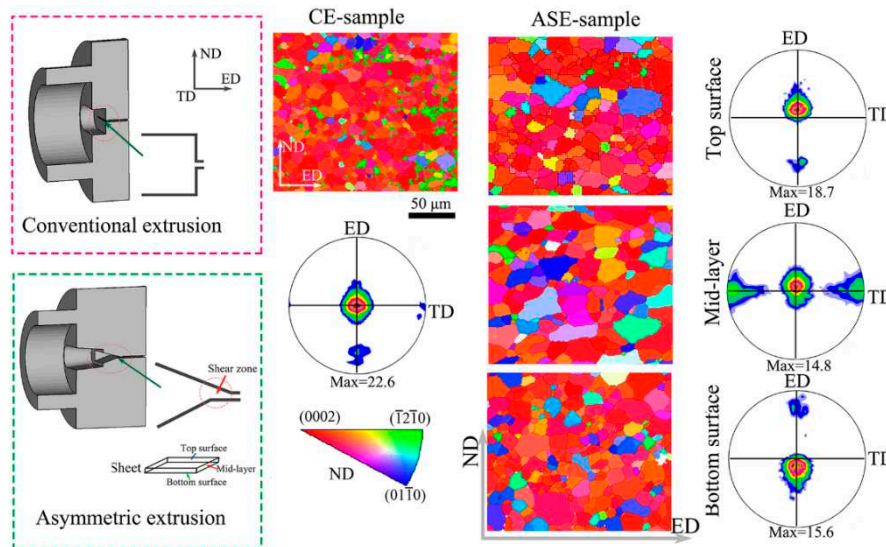 CE-sample
ASE-sample
ND
ED
TD
Conventional extrusion
ND
ED
50 μm
ED
TD
Max=22.6
Shear zone
Top surface
Sheet
Mid-layer
Bottom surface
Asymmetric extrusion
(0002)
(1̅21̅0)
ND
(011̅0)
ND
ED
Top surface
ED
TD
Max=18.7
Mid-layer
ED
TD
Max=14.8
Bottom surface
ED
TD
Max=15.6